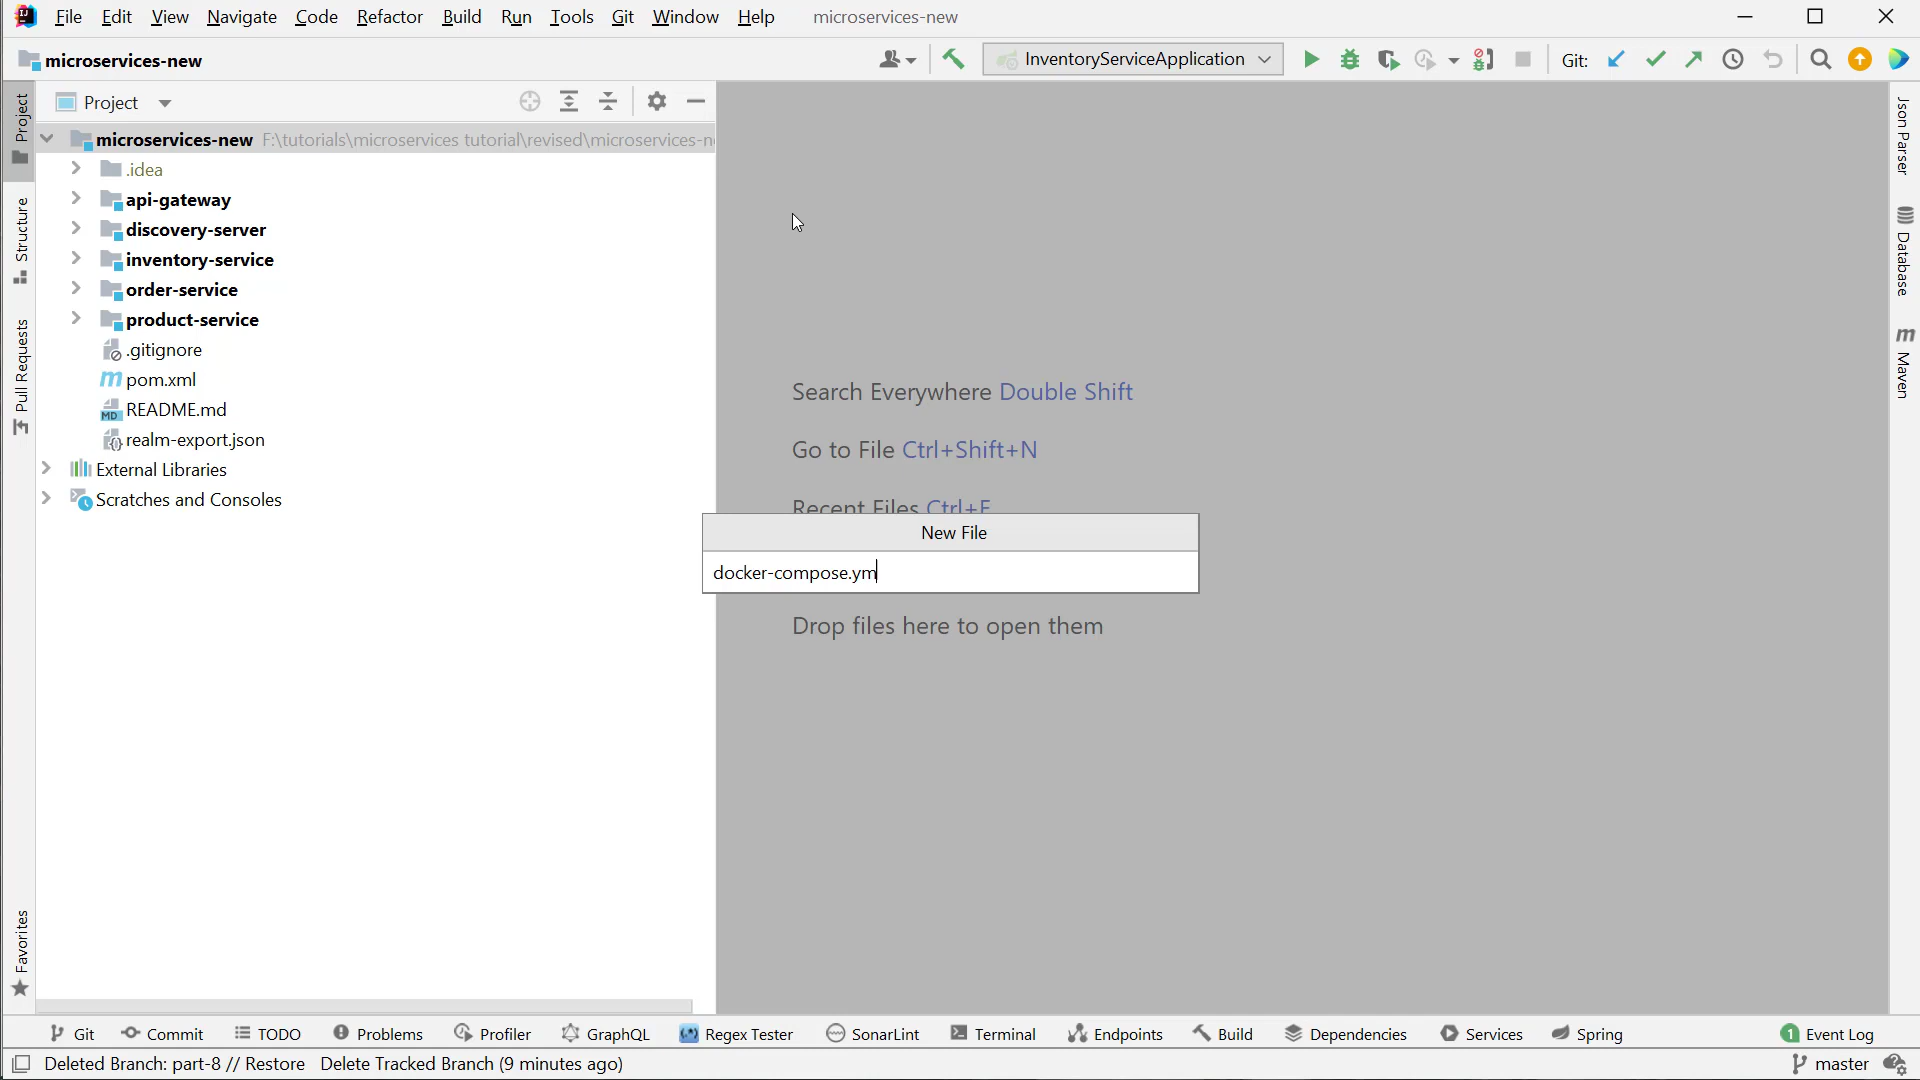 File Edit View Navigate Code Refactor Build Run Tools Git Window Help microservices-new
microservices-new
InventoryServiceApplication
Git:
Project
microservices-new F:\tutorials\microservices tutorial\revised\microservices-n
.idea
api-gateway
discovery-server
inventory-service
order-service
product-service
.gitignore
pom.xml
README.md
realm-export.json
External Libraries
Scratches and Consoles
Project
Structure
Pull Requests
Favorites
Search Everywhere Double Shift
Go to File Ctrl+Shift+N
Recent Files Ctrl+E
New File
docker-compose.ym
Drop files here to open them
Json Parser
Database
Maven
Git Commit TODO Problems Profiler GraphQL Regex Tester SonarLint Terminal Endpoints Build Dependencies Services Spring 1 Event Log
Deleted Branch: part-8 // Restore Delete Tracked Branch (9 minutes ago) master